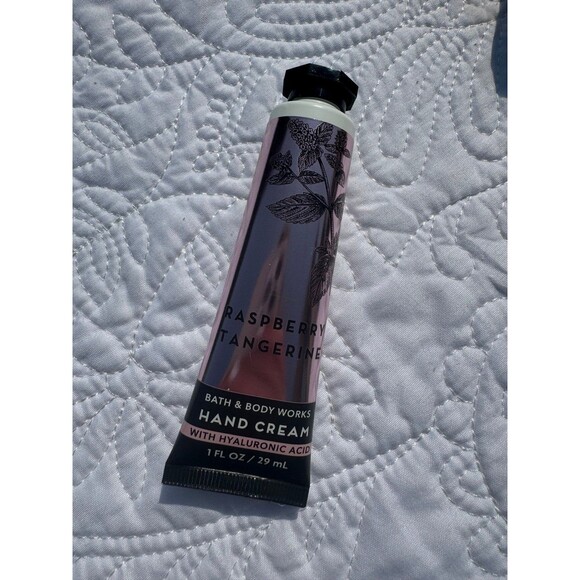 RASPBERRY
TANGERINE
BATH & BODY WORKS
HAND CREAM
WITH HYALURONIC ACID
1 FL OZ / 29 mL